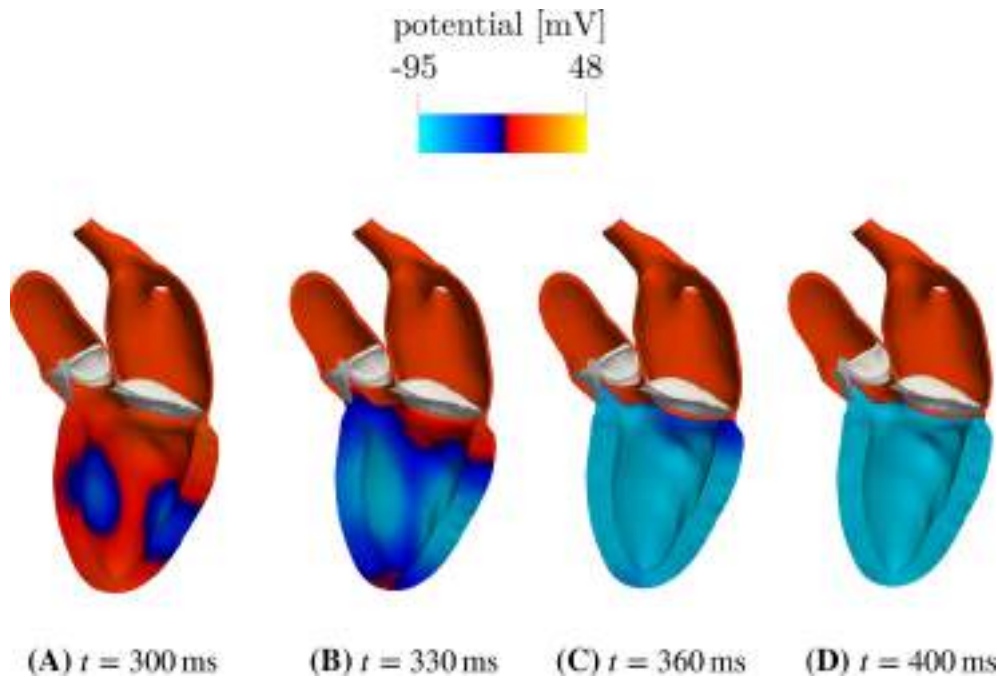 potential [mV]
-95 48
(A) t = 300 ms (B) t = 330 ms (C) t = 360 ms (D) t = 400 ms